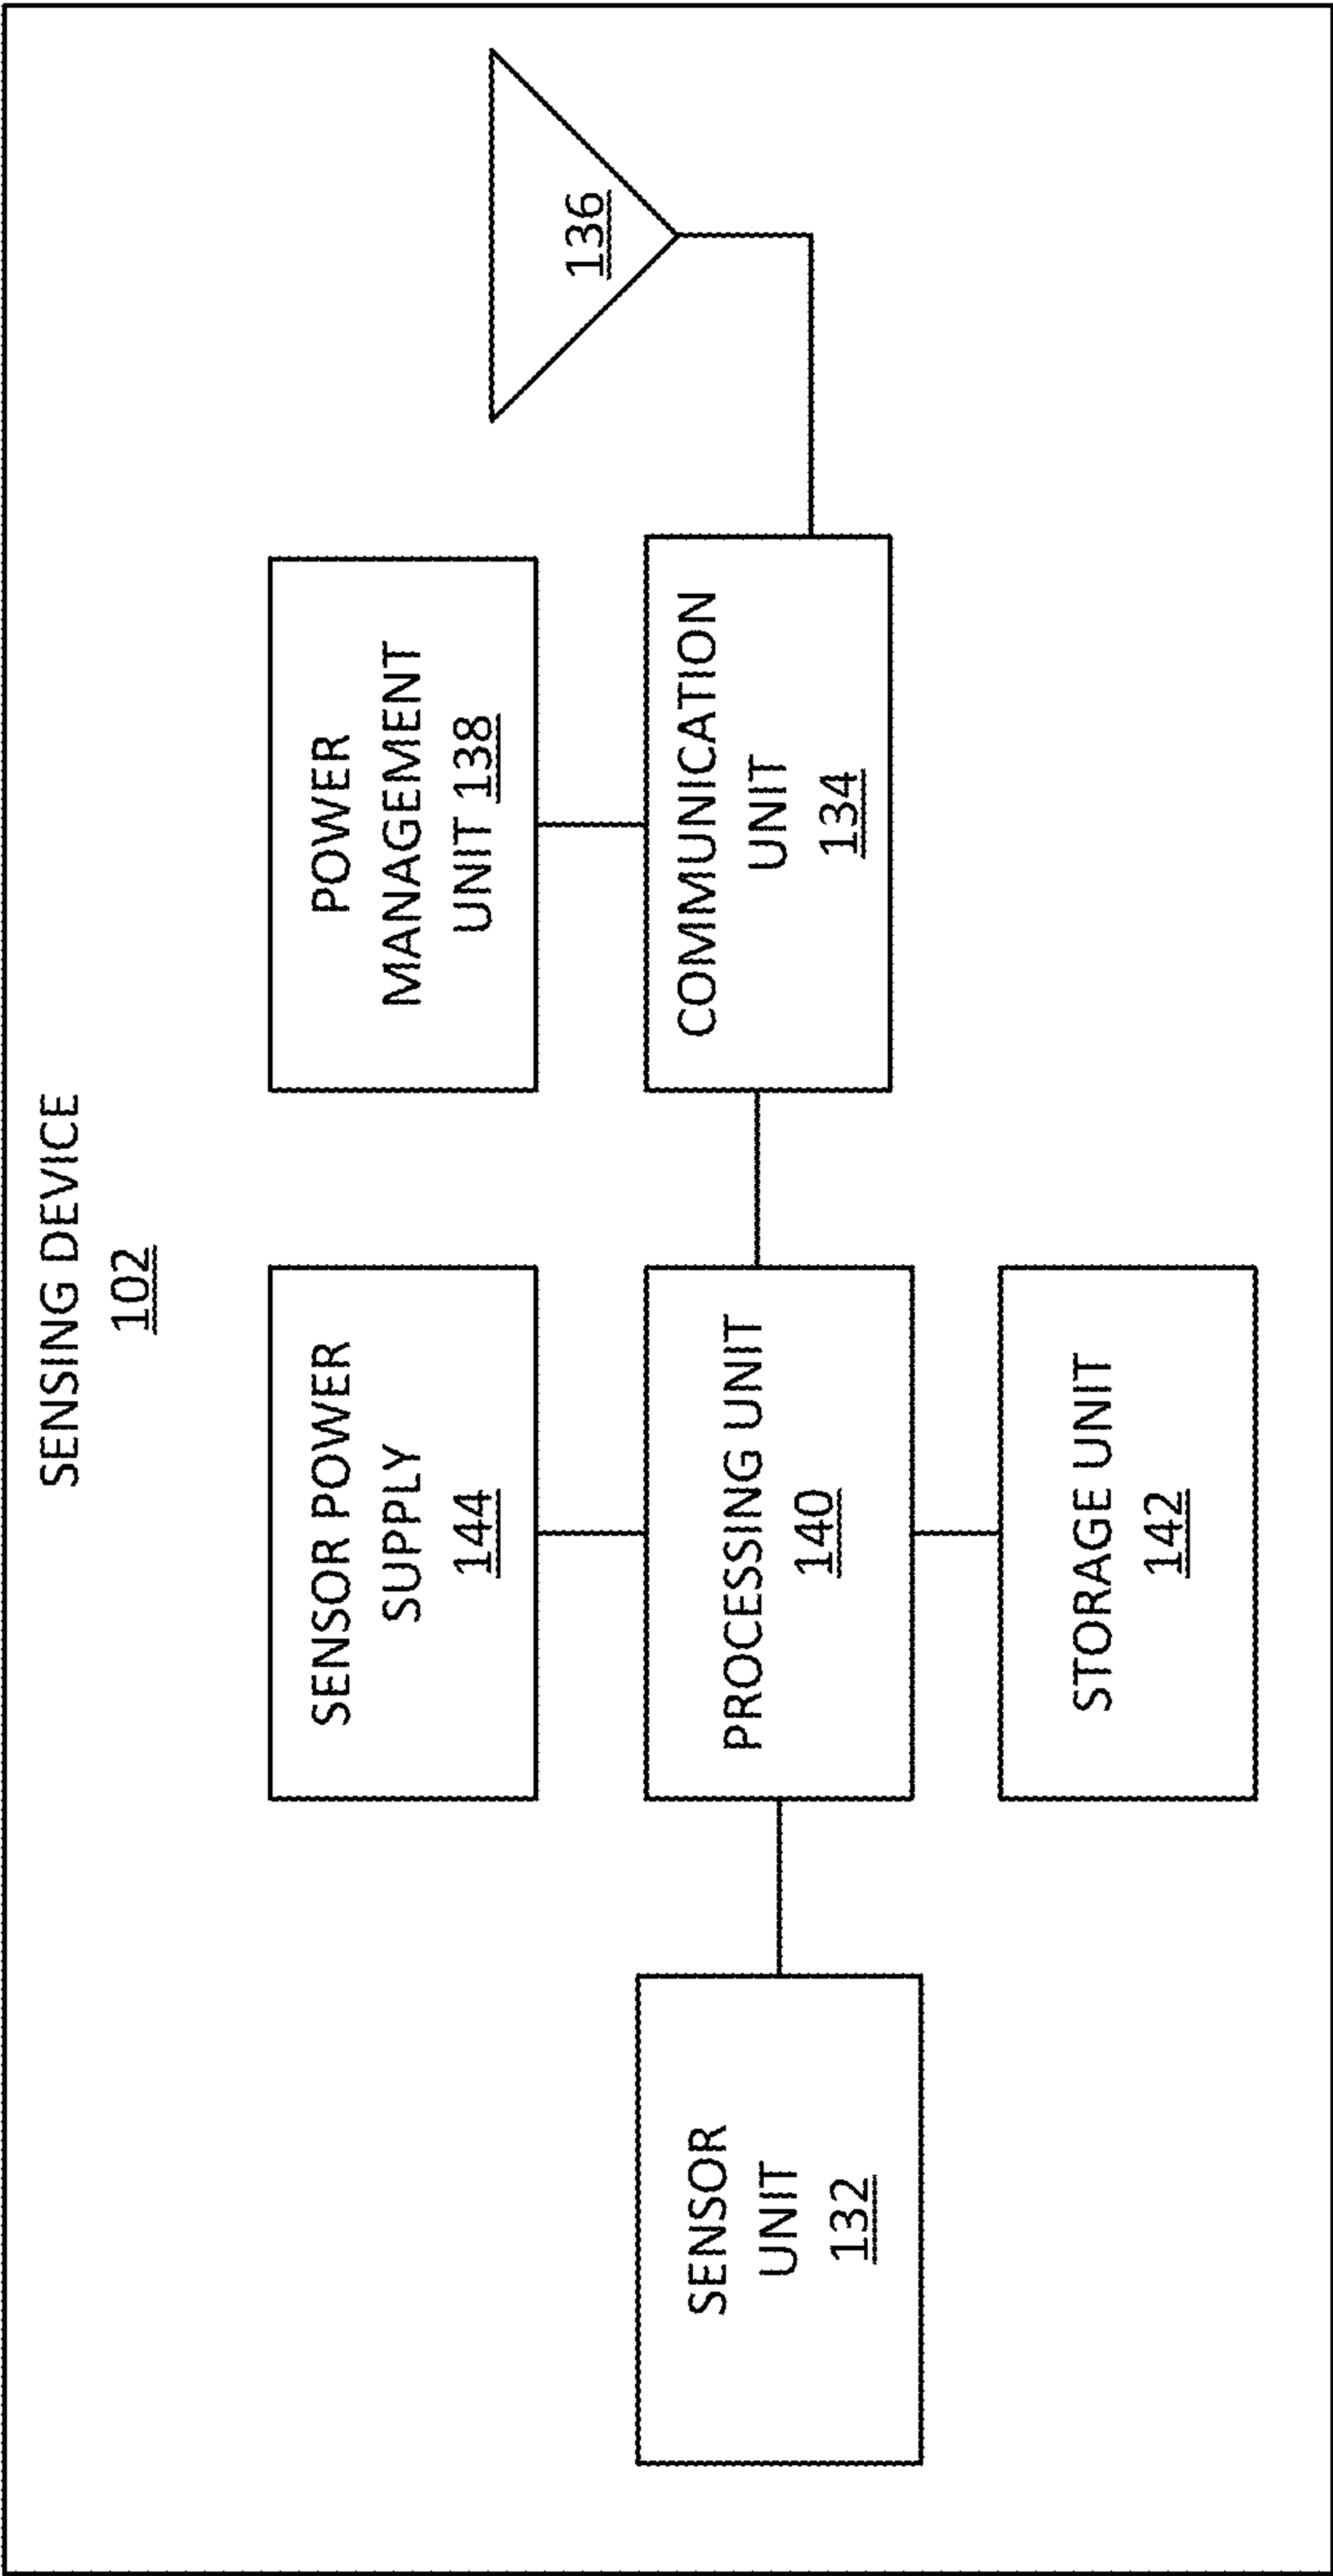 SENSING DEVICE
102
SENSOR POWER
SUPPLY
144
POWER
MANAGEMENT
UNIT 138
136
SENSOR
UNIT
132
PROCESSING UNIT
140
COMMUNICATION
UNIT
134
STORAGE UNIT
142